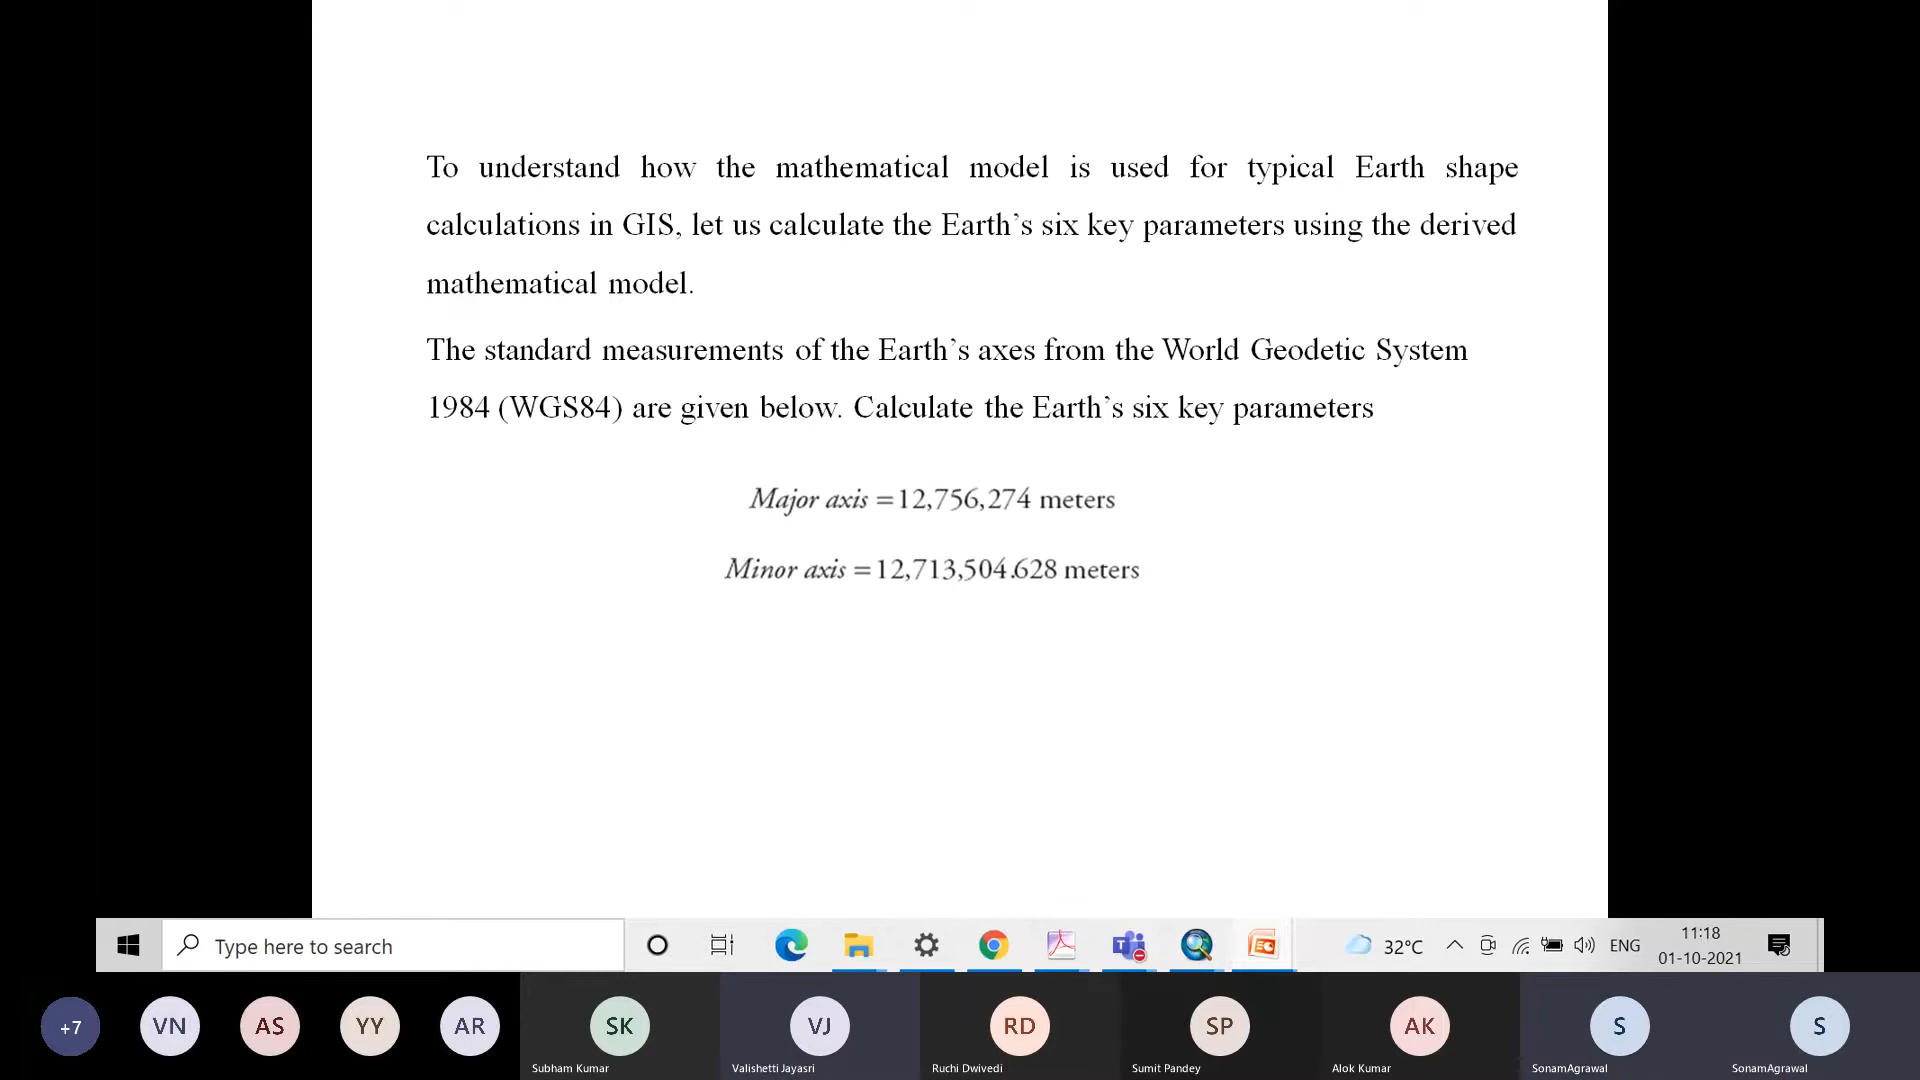 To understand how the mathematical model is used for typical Earth shape
calculations in GIS, let us calculate the Earth’s six key parameters using the derived
mathematical model.
The standard measurements of the Earth’s axes from the World Geodetic System
1984 (WGS84) are given below. Calculate the Earth’s six key parameters
Major axis = 12,756,274 meters
Minor axis = 12,713,504.628 meters
Type here to search
32°C
ENG
11:18
01-10-2021
+7
VN
AS
YY
AR
SK
VJ
RD
SP
AK
S
S
Subham Kumar
Valishetti Jayasri
Ruchi Dwivedi
Sumit Pandey
Alok Kumar
SonamAgrawal
SonamAgrawal